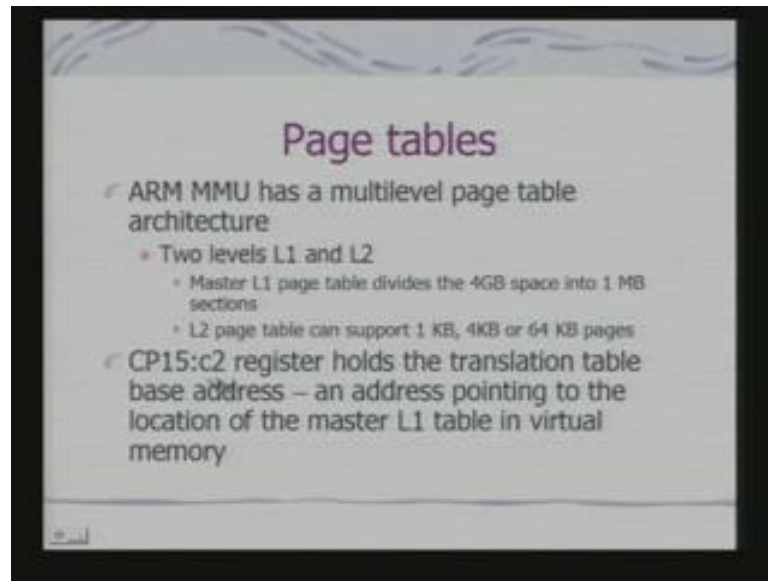 Page tables
ARM MMU has a multilevel page table
architecture
Two levels L1 and L2
Master L1 page table divides the 4GB space into 1 MB
sections
L2 page table can support 1 KB, 4KB or 64 KB pages
CP15:c2 register holds the translation table
base address – an address pointing to the
location of the master L1 table in virtual
memory